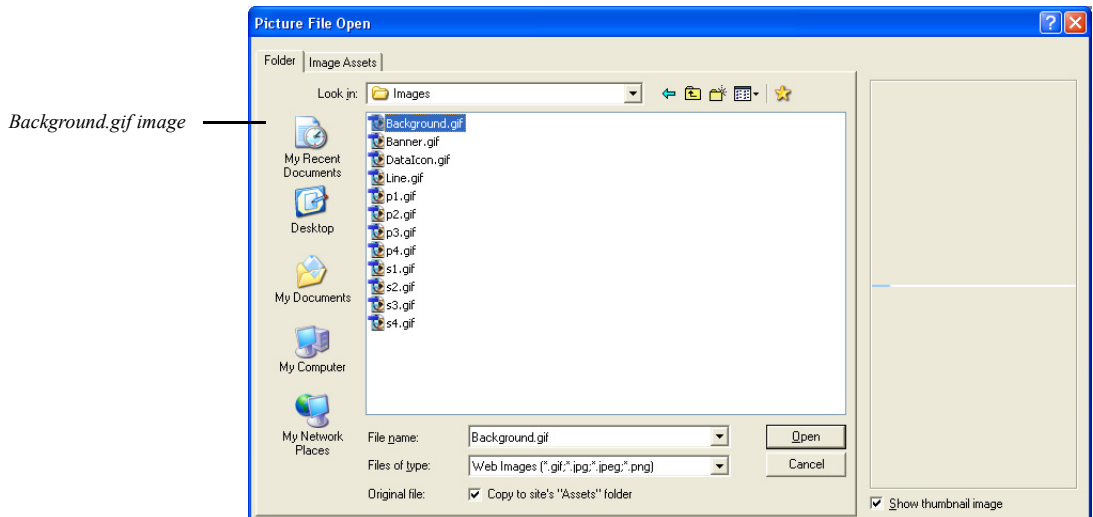 Picture File Open
Folder Image Assets
Look in: Images
Background.gif image
My Recent
Documents
Desktop
My Documents
My Computer
My Network
Places
Background.gif
Banner.gif
DataIcon.gif
Line.gif
p1.gif
p2.gif
p3.gif
p4.gif
s1.gif
s2.gif
s3.gif
s4.gif
File name: Background.gif Open
Files of type: Web Images (*.gif;*.jpg;*.jpeg;*.png) Cancel
Original file: Copy to site's "Assets" folder
Show thumbnail image